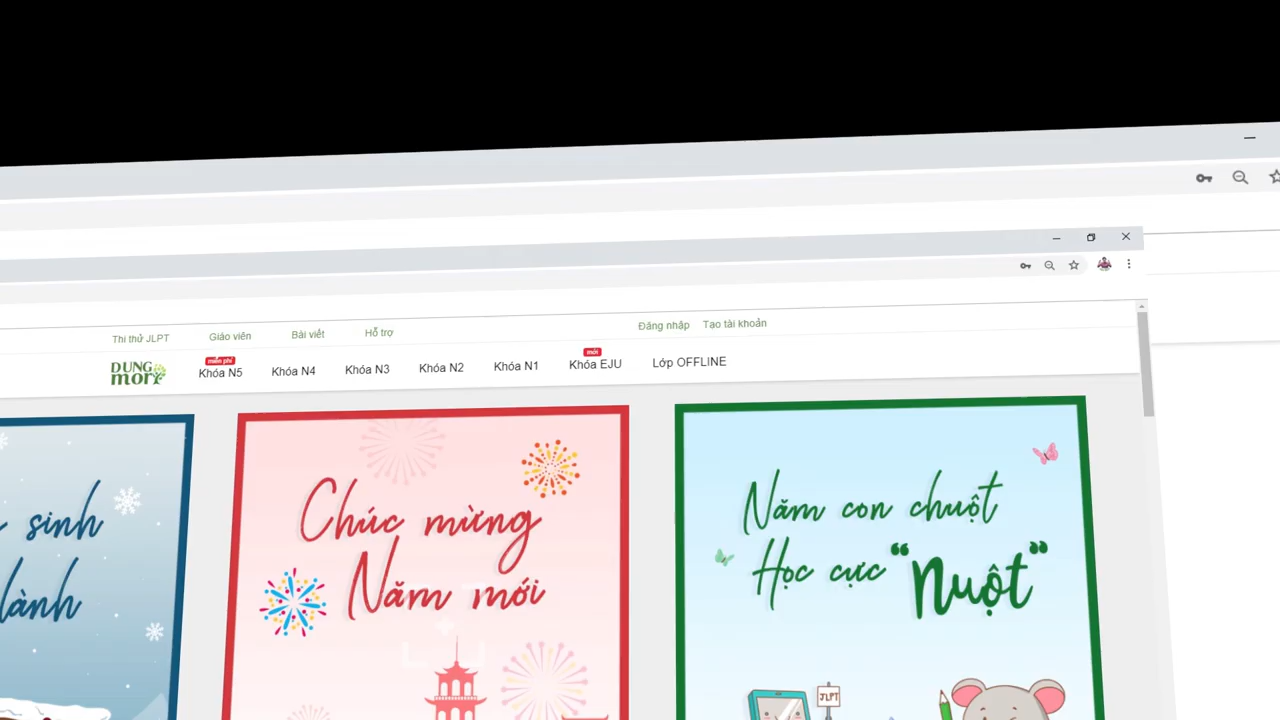 Thi thử JLPT Giáo viên Bài viết Hỗ trợ Đăng nhập Tạo tài khoản
DUNG
mori
miễn phí
mới
Khóa N5 Khóa N4 Khóa N3 Khóa N2 Khóa N1 Khóa EJU Lớp OFFLINE
sinh
lành
Chúc mừng
Năm mới
Năm con chuột
Học cực “Nuột”
JLPT